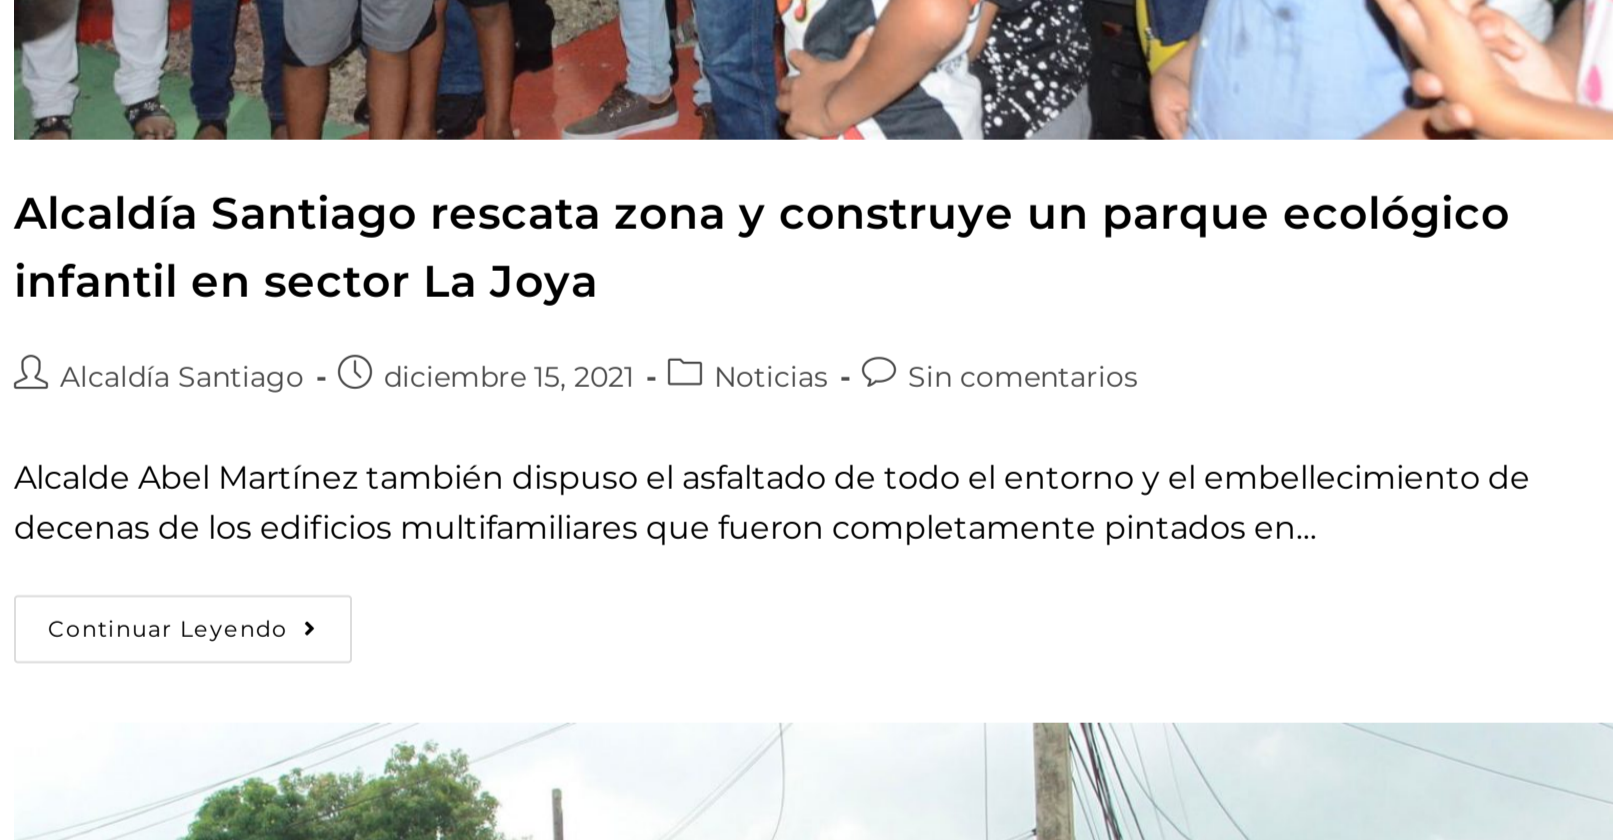 Alcaldía Santiago rescata zona y construye un parque ecológico
infantil en sector La Joya
Alcaldía Santiago - diciembre 15, 2021 - Noticias - Sin comentarios
Alcalde Abel Martínez también dispuso el asfaltado de todo el entorno y el embellecimiento de
decenas de los edificios multifamiliares que fueron completamente pintados en...
Continuar Leyendo